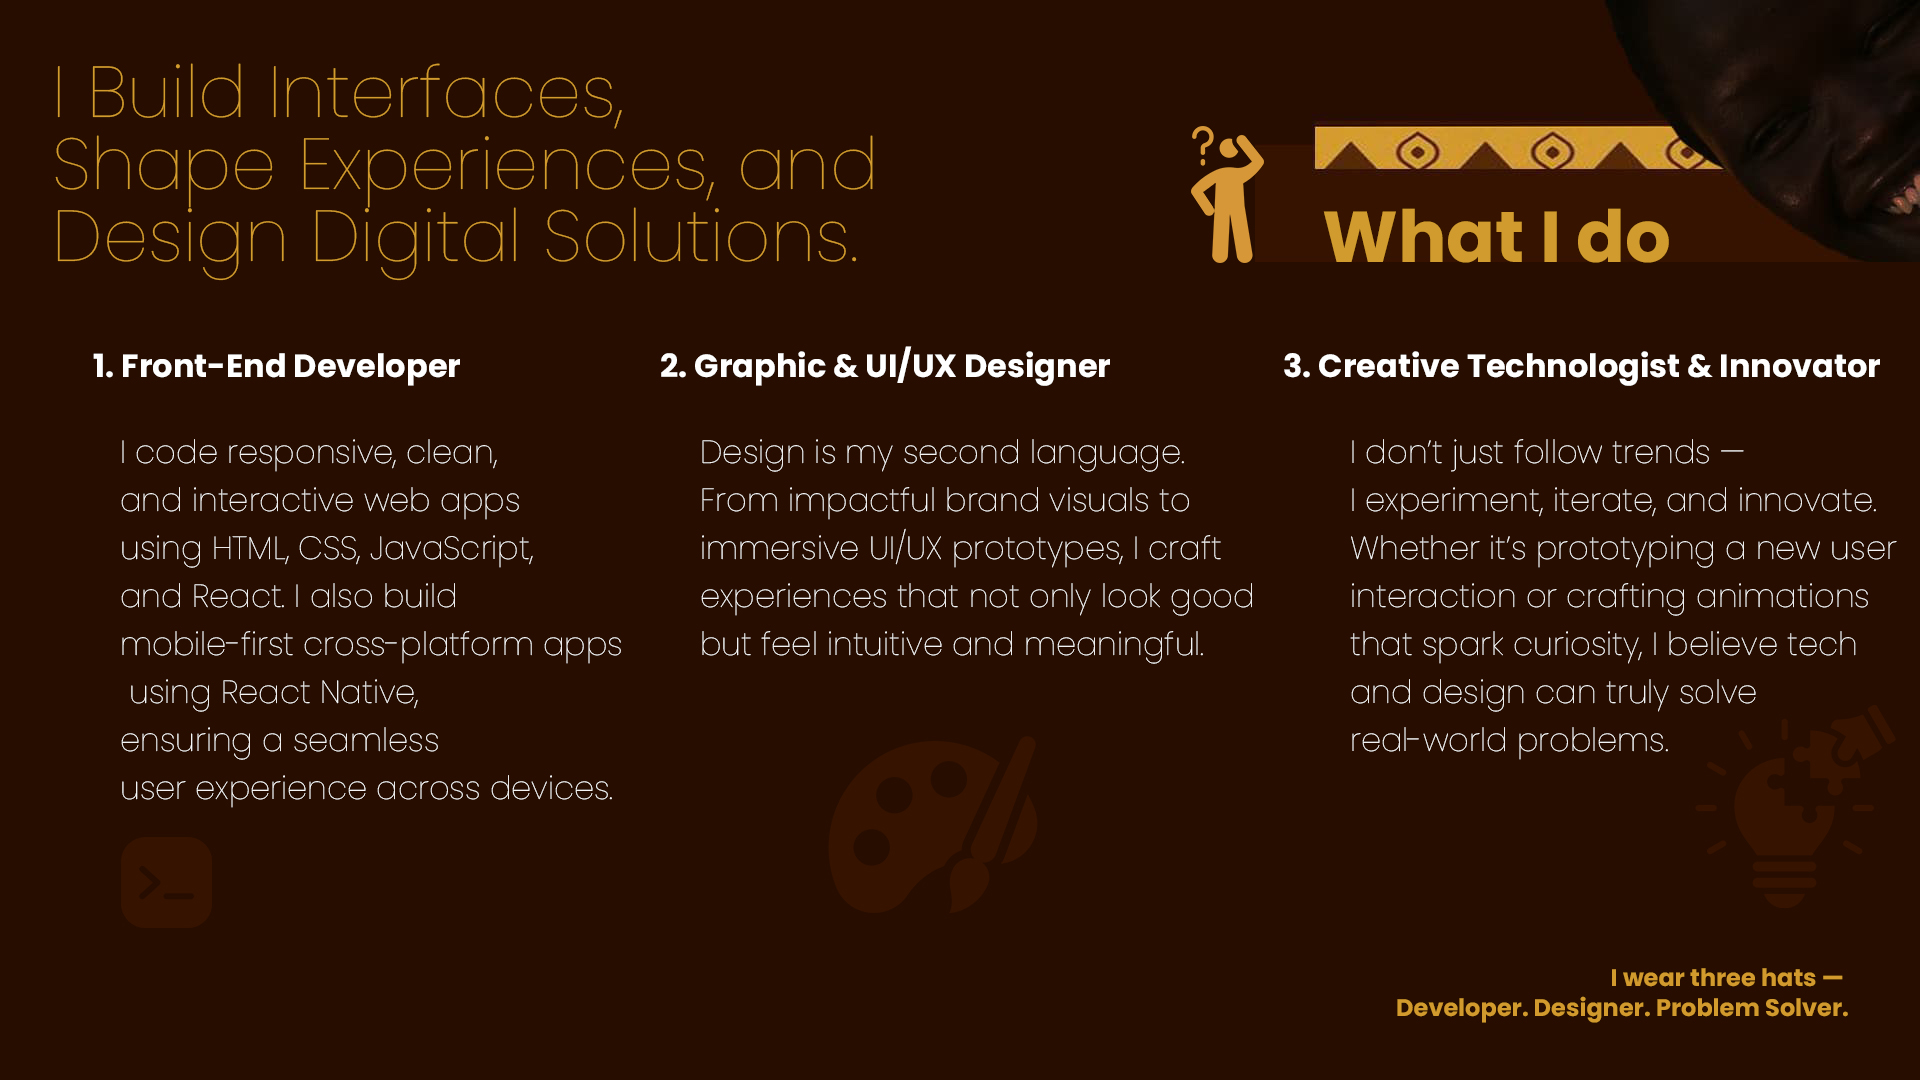 I Build Interfaces,
Shape Experiences, and
Design Digital Solutions.
?
What I do
1. Front-End Developer
I code responsive, clean,
and interactive web apps
using HTML, CSS, JavaScript,
and React. I also build
mobile-first cross-platform apps
using React Native,
ensuring a seamless
user experience across devices.
>_
2. Graphic & UI/UX Designer
Design is my second language.
From impactful brand visuals to
immersive UI/UX prototypes, I craft
experiences that not only look good
but feel intuitive and meaningful.
3. Creative Technologist & Innovator
I don’t just follow trends —
I experiment, iterate, and innovate.
Whether it’s prototyping a new user
interaction or crafting animations
that spark curiosity, I believe tech
and design can truly solve
real-world problems.
I wear three hats —
Developer. Designer. Problem Solver.